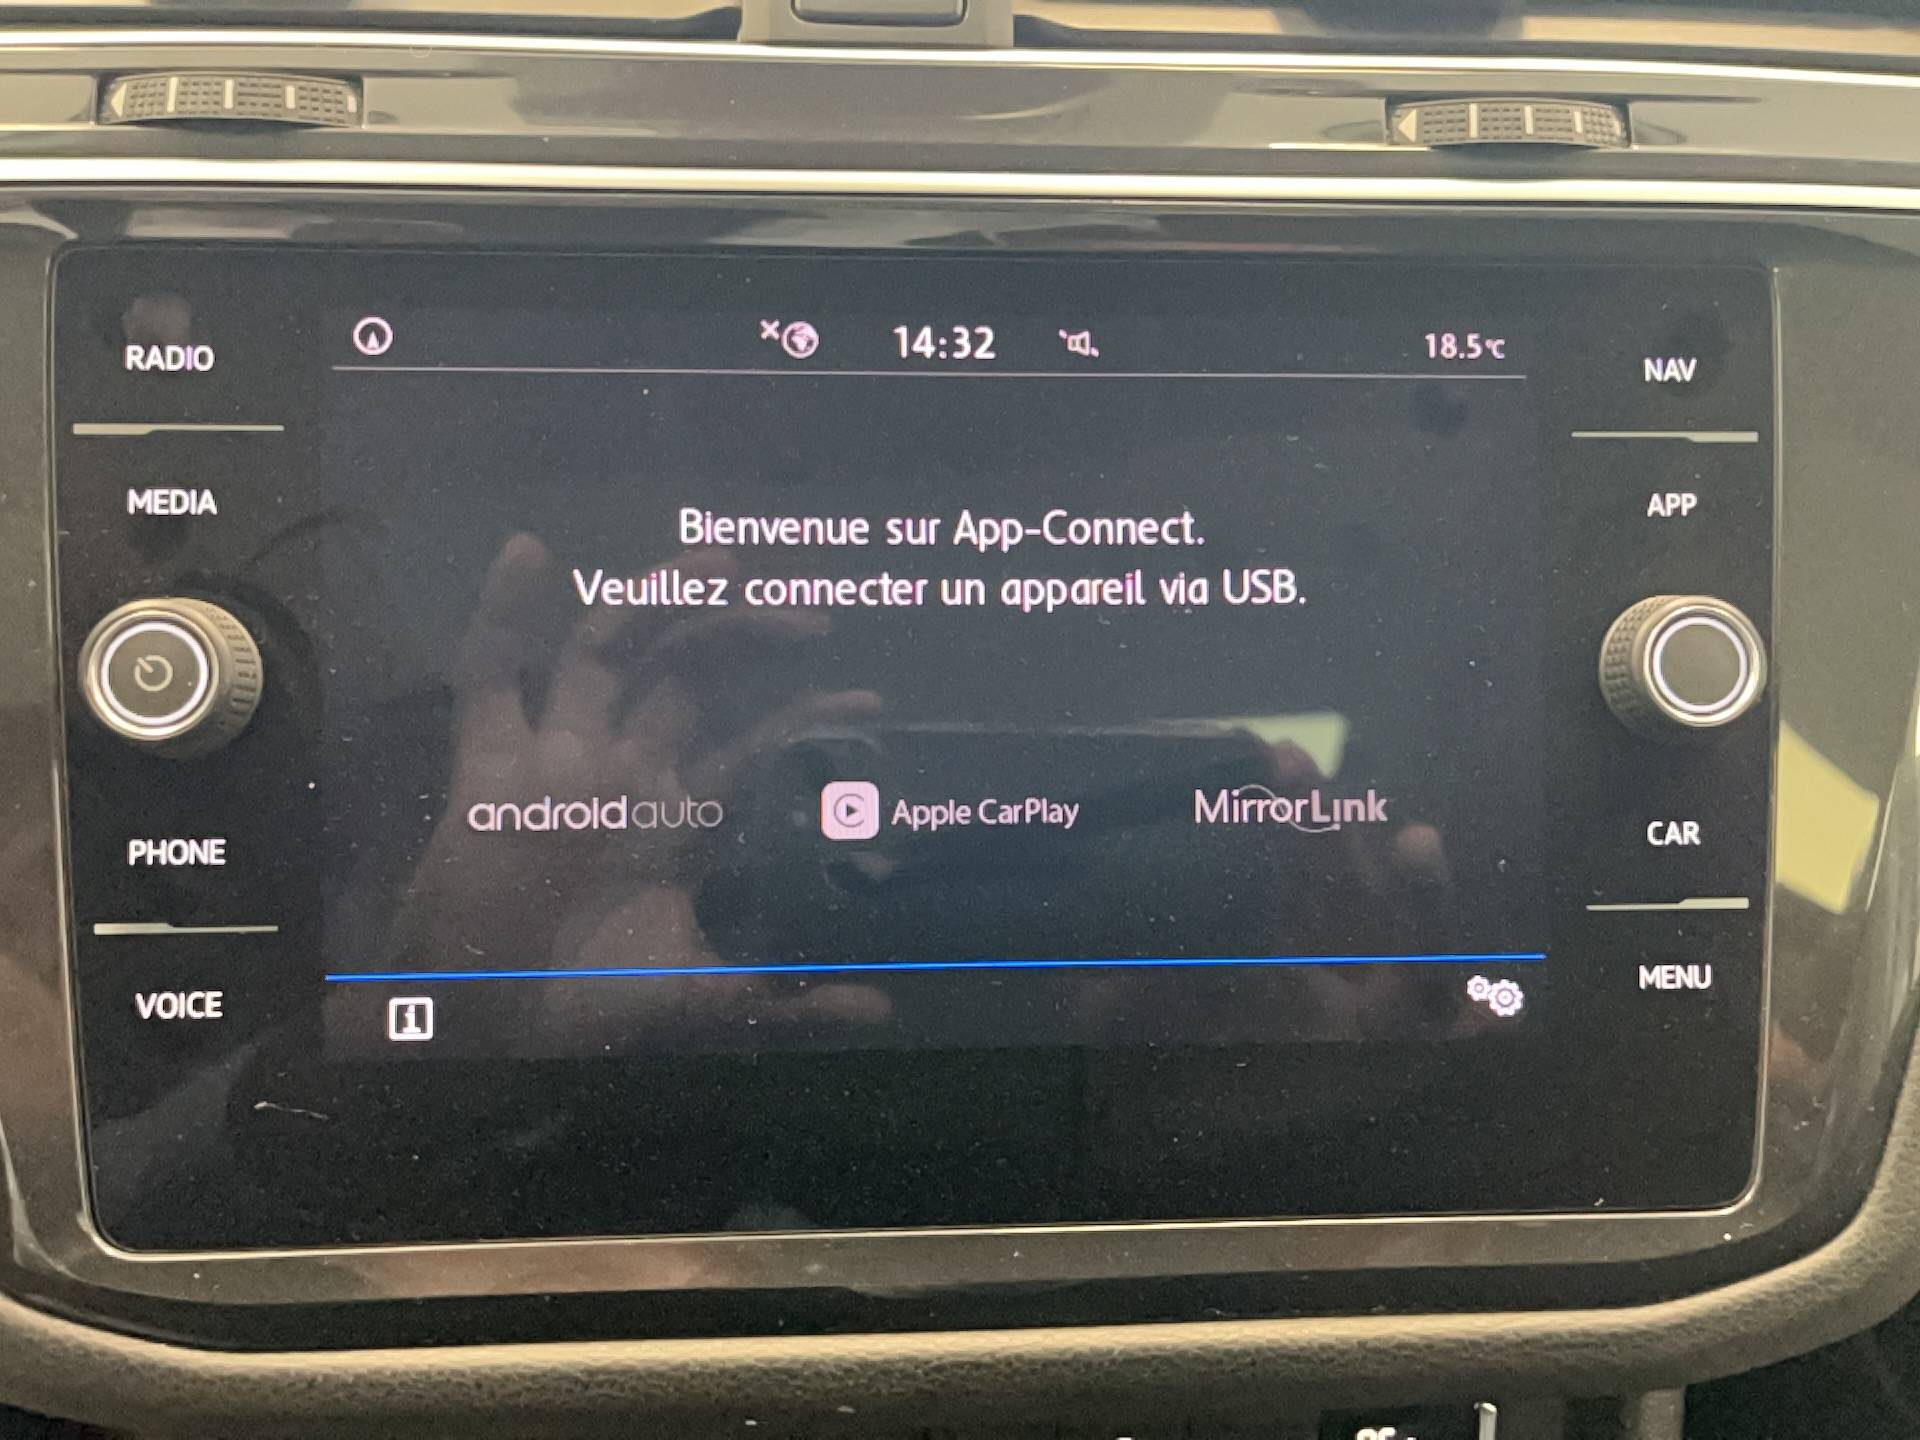 14:32
18.5°C
RADIO
MEDIA
PHONE
VOICE
Bienvenue sur App-Connect.
Veuillez connecter un appareil via USB.
androidauto
Apple CarPlay
MirrorLink
NAV
APP
CAR
MENU